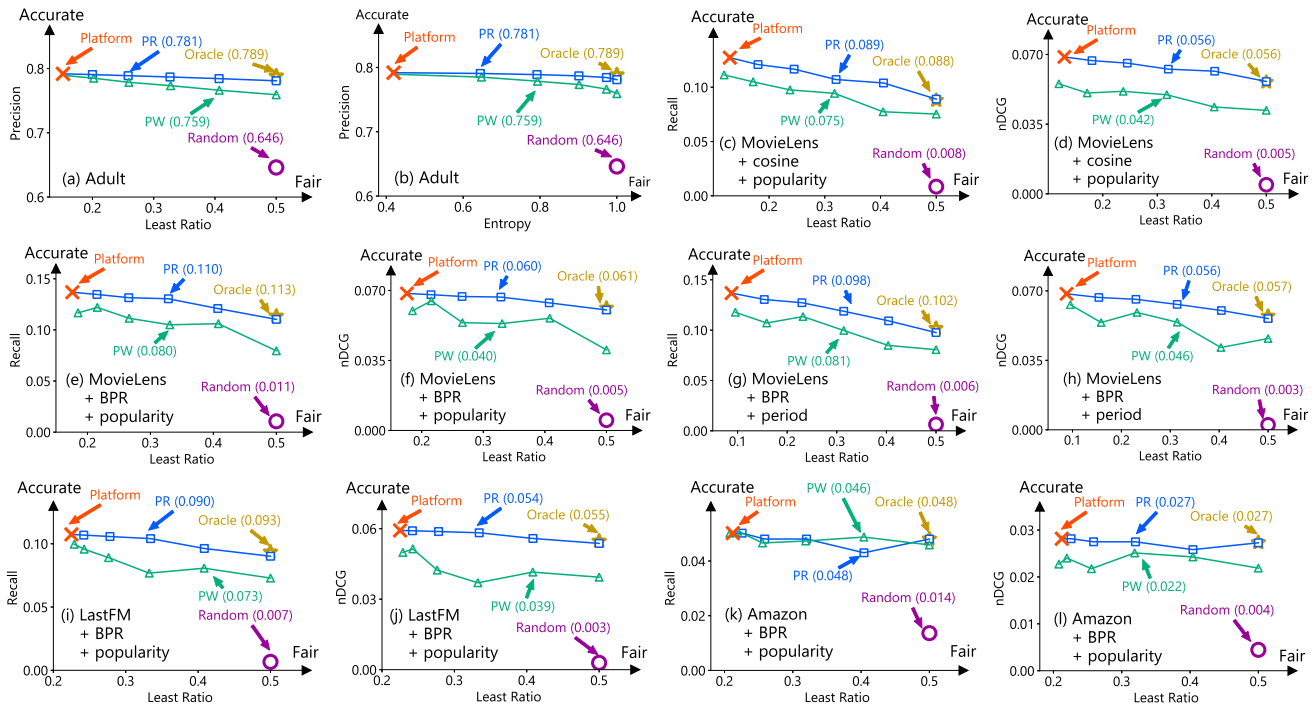 Accurate
Platform
PR (0.781)
Oracle (0.789)
PW (0.759)
Random (0.646)
(a) Adult
Fair
Precision
0.8
0.7
0.6
0.2
0.3
0.4
0.5
Least Ratio
Accurate
Platform
PR (0.781)
Oracle (0.789)
PW (0.759)
Random (0.646)
(b) Adult
Fair
Precision
0.8
0.7
0.6
0.4
0.6
0.8
1.0
Entropy
Accurate
Platform
PR (0.089)
Oracle (0.088)
PW (0.075)
Random (0.008)
(c) MovieLens
+ cosine
+ popularity
Fair
Recall
0.10
0.05
0.00
0.2
0.3
0.4
0.5
Least Ratio
Accurate
Platform
PR (0.056)
Oracle (0.056)
PW (0.042)
Random (0.005)
(d) MovieLens
+ cosine
+ popularity
Fair
nDCG
0.070
0.035
0.000
0.2
0.3
0.4
0.5
Least Ratio
Accurate
Platform
PR (0.110)
Oracle (0.113)
PW (0.080)
Random (0.011)
(e) MovieLens
+ BPR
+ popularity
Fair
Recall
0.15
0.10
0.05
0.00
0.2
0.3
0.4
0.5
Least Ratio
Accurate
Platform
PR (0.060)
Oracle (0.061)
PW (0.040)
Random (0.005)
(f) MovieLens
+ BPR
+ popularity
Fair
nDCG
0.070
0.035
0.000
0.2
0.3
0.4
0.5
Least Ratio
Accurate
Platform
PR (0.098)
Oracle (0.102)
PW (0.081)
Random (0.006)
(g) MovieLens
+ BPR
+ period
Fair
Recall
0.15
0.10
0.05
0.00
0.1
0.2
0.3
0.4
0.5
Least Ratio
Accurate
Platform
PR (0.056)
Oracle (0.057)
PW (0.046)
Random (0.003)
(h) MovieLens
+ BPR
+ period
Fair
nDCG
0.070
0.035
0.000
0.1
0.2
0.3
0.4
0.5
Least Ratio
Accurate
Platform
PR (0.090)
Oracle (0.093)
PW (0.073)
Random (0.007)
(i) LastFM
+ BPR
+ popularity
Fair
Recall
0.10
0.05
0.00
0.2
0.3
0.4
0.5
Least Ratio
Accurate
Platform
PR (0.054)
Oracle (0.055)
PW (0.039)
Random (0.003)
(j) LastFM
+ BPR
+ popularity
Fair
nDCG
0.06
0.03
0.00
0.2
0.3
0.4
0.5
Least Ratio
Accurate
Platform
PW (0.046)
Oracle (0.048)
PR (0.048)
Random (0.014)
(k) Amazon
+ BPR
+ popularity
Fair
Recall
0.04
0.02
0.00
0.2
0.3
0.4
0.5
Least Ratio
Accurate
Platform
PR (0.027)
Oracle (0.027)
PW (0.022)
Random (0.004)
(l) Amazon
+ BPR
+ popularity
Fair
nDCG
0.03
0.02
0.01
0.00
0.2
0.3
0.4
0.5
Least Ratio